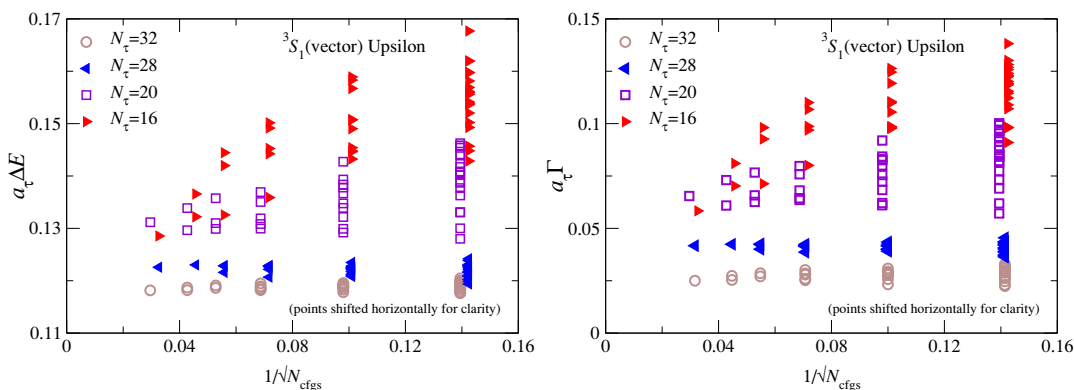 0.17
³S₁(vector) Upsilon
N_τ=32
N_τ=28
N_τ=20
N_τ=16
0.15
a_τΔE
0.13
(points shifted horizontally for clarity)
0.11
0 0.04 0.08 0.12 0.16
1/√N_cfgs
0.15
³S₁(vector) Upsilon
N_τ=32
N_τ=28
N_τ=20
N_τ=16
0.1
a_τΓ
0.05
(points shifted horizontally for clarity)
0
0 0.04 0.08 0.12 0.16
1/√N_cfgs